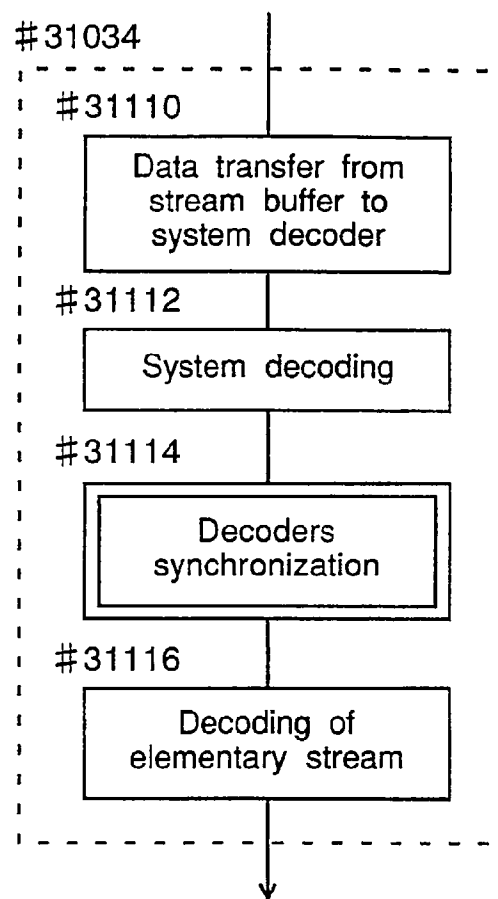 #31034
#31110
Data transfer from
stream buffer to
system decoder
#31112
System decoding
#31114
Decoders
synchronization
#31116
Decoding of
elementary stream